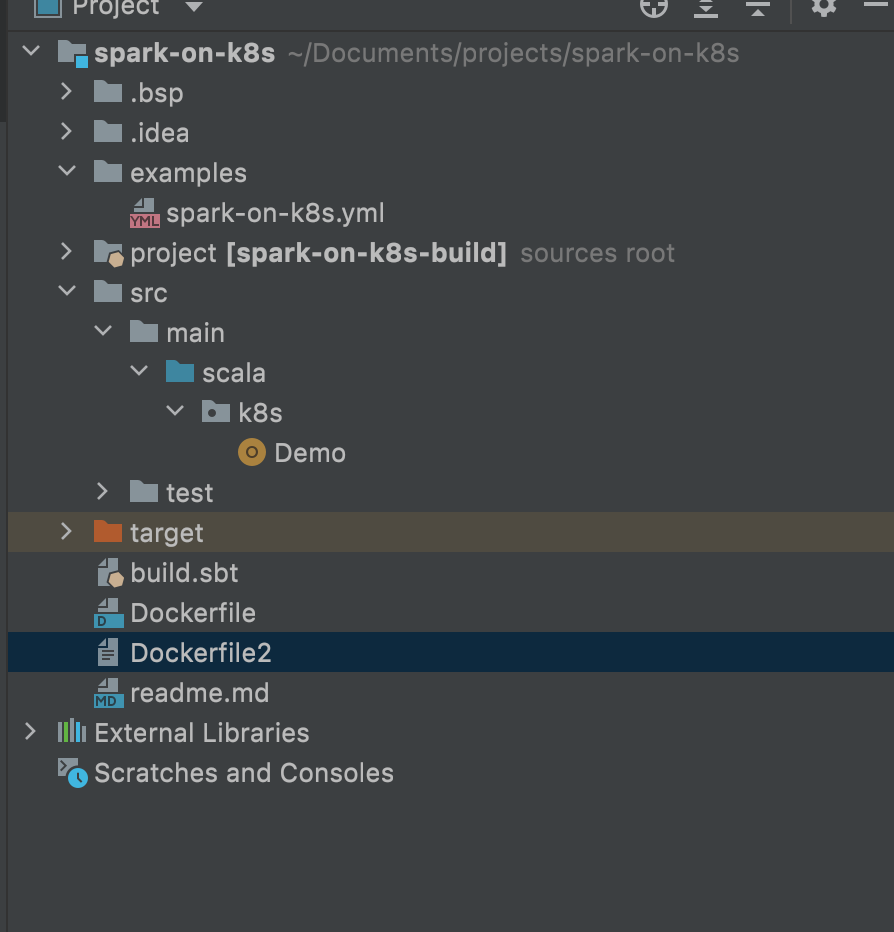 Project
spark-on-k8s ~/Documents/projects/spark-on-k8s
.bsp
.idea
examples
YML spark-on-k8s.yml
project [spark-on-k8s-build] sources root
src
main
scala
k8s
Demo
test
target
build.sbt
D Dockerfile
Dockerfile2
MD readme.md
External Libraries
Scratches and Consoles